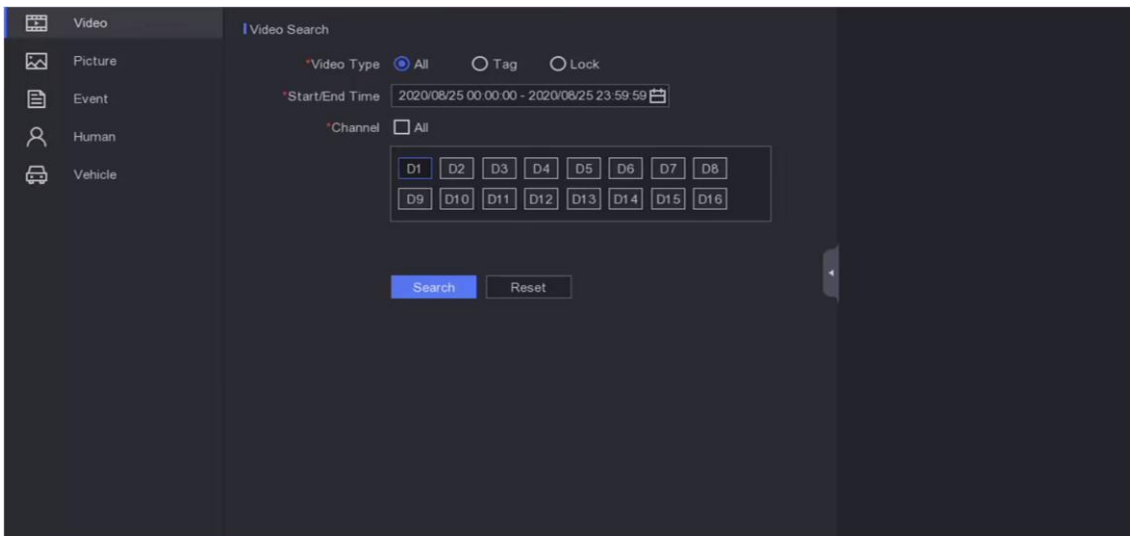 Video
Picture
Event
Human
Vehicle
Video Search
*Video Type All Tag Lock
*Start/End Time 2020/08/25 00:00:00 - 2020/08/25 23:59:59
*Channel All
D1 D2 D3 D4 D5 D6 D7 D8
D9 D10 D11 D12 D13 D14 D15 D16
Search Reset